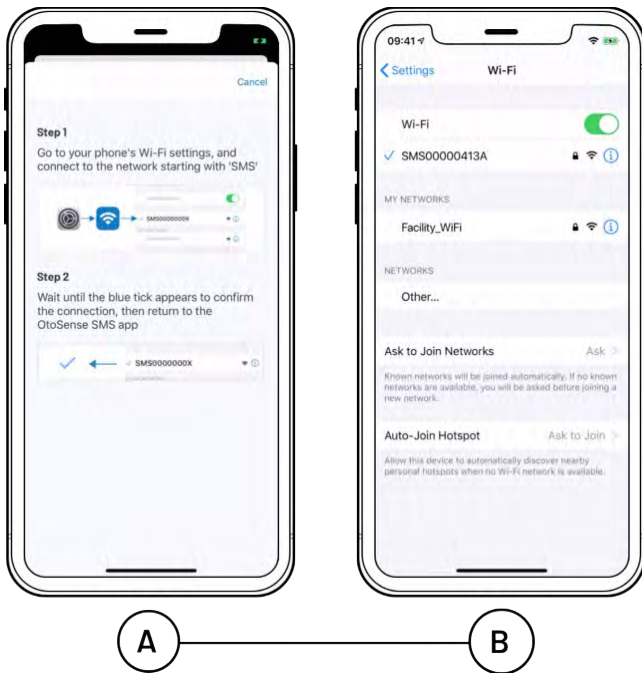 Cancel
Step 1
Go to your phone's Wi-Fi settings, and
connect to the network starting with 'SMS'
SMS0000000X
Step 2
Wait until the blue tick appears to confirm
the connection, then return to the
OtoSense SMS app
SMS0000000X
A
09:41
Settings
Wi-Fi
Wi-Fi
SMS00000413A
MY NETWORKS
Facility_WiFi
NETWORKS
Other...
Ask to Join Networks
Ask
Known networks will be joined automatically. If no known
networks are available, you will be asked before joining a
new network.
Auto-Join Hotspot
Ask to Join
Allow this device to automatically discover nearby
personal hotspots when no Wi-Fi network is available.
B